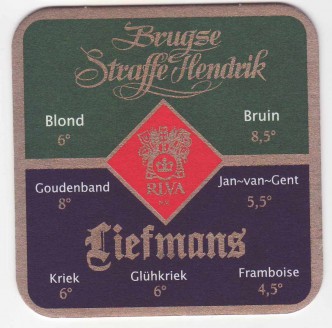 Brugse
Straffe Hendrik
Blond
6°
Bruin
8,5°
RIVA
Goudenband
8°
Jan~van~Gent
5,5°
Liefmans
Kriek
6°
Glühkriek
6°
Framboise
4,5°